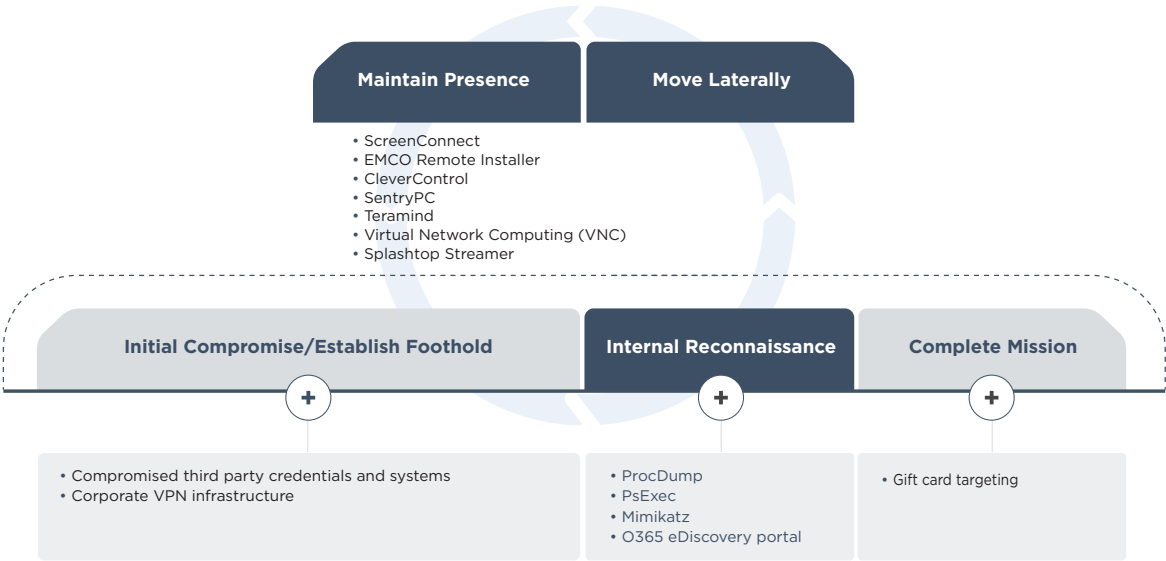 Maintain Presence
Move Laterally
• ScreenConnect
• EMCO Remote Installer
• CleverControl
• SentryPC
• Teramind
• Virtual Network Computing (VNC)
• Splashtop Streamer
Initial Compromise/Establish Foothold
Internal Reconnaissance
Complete Mission
• Compromised third party credentials and systems
• Corporate VPN infrastructure
• ProcDump
• PsExec
• Mimikatz
• O365 eDiscovery portal
• Gift card targeting